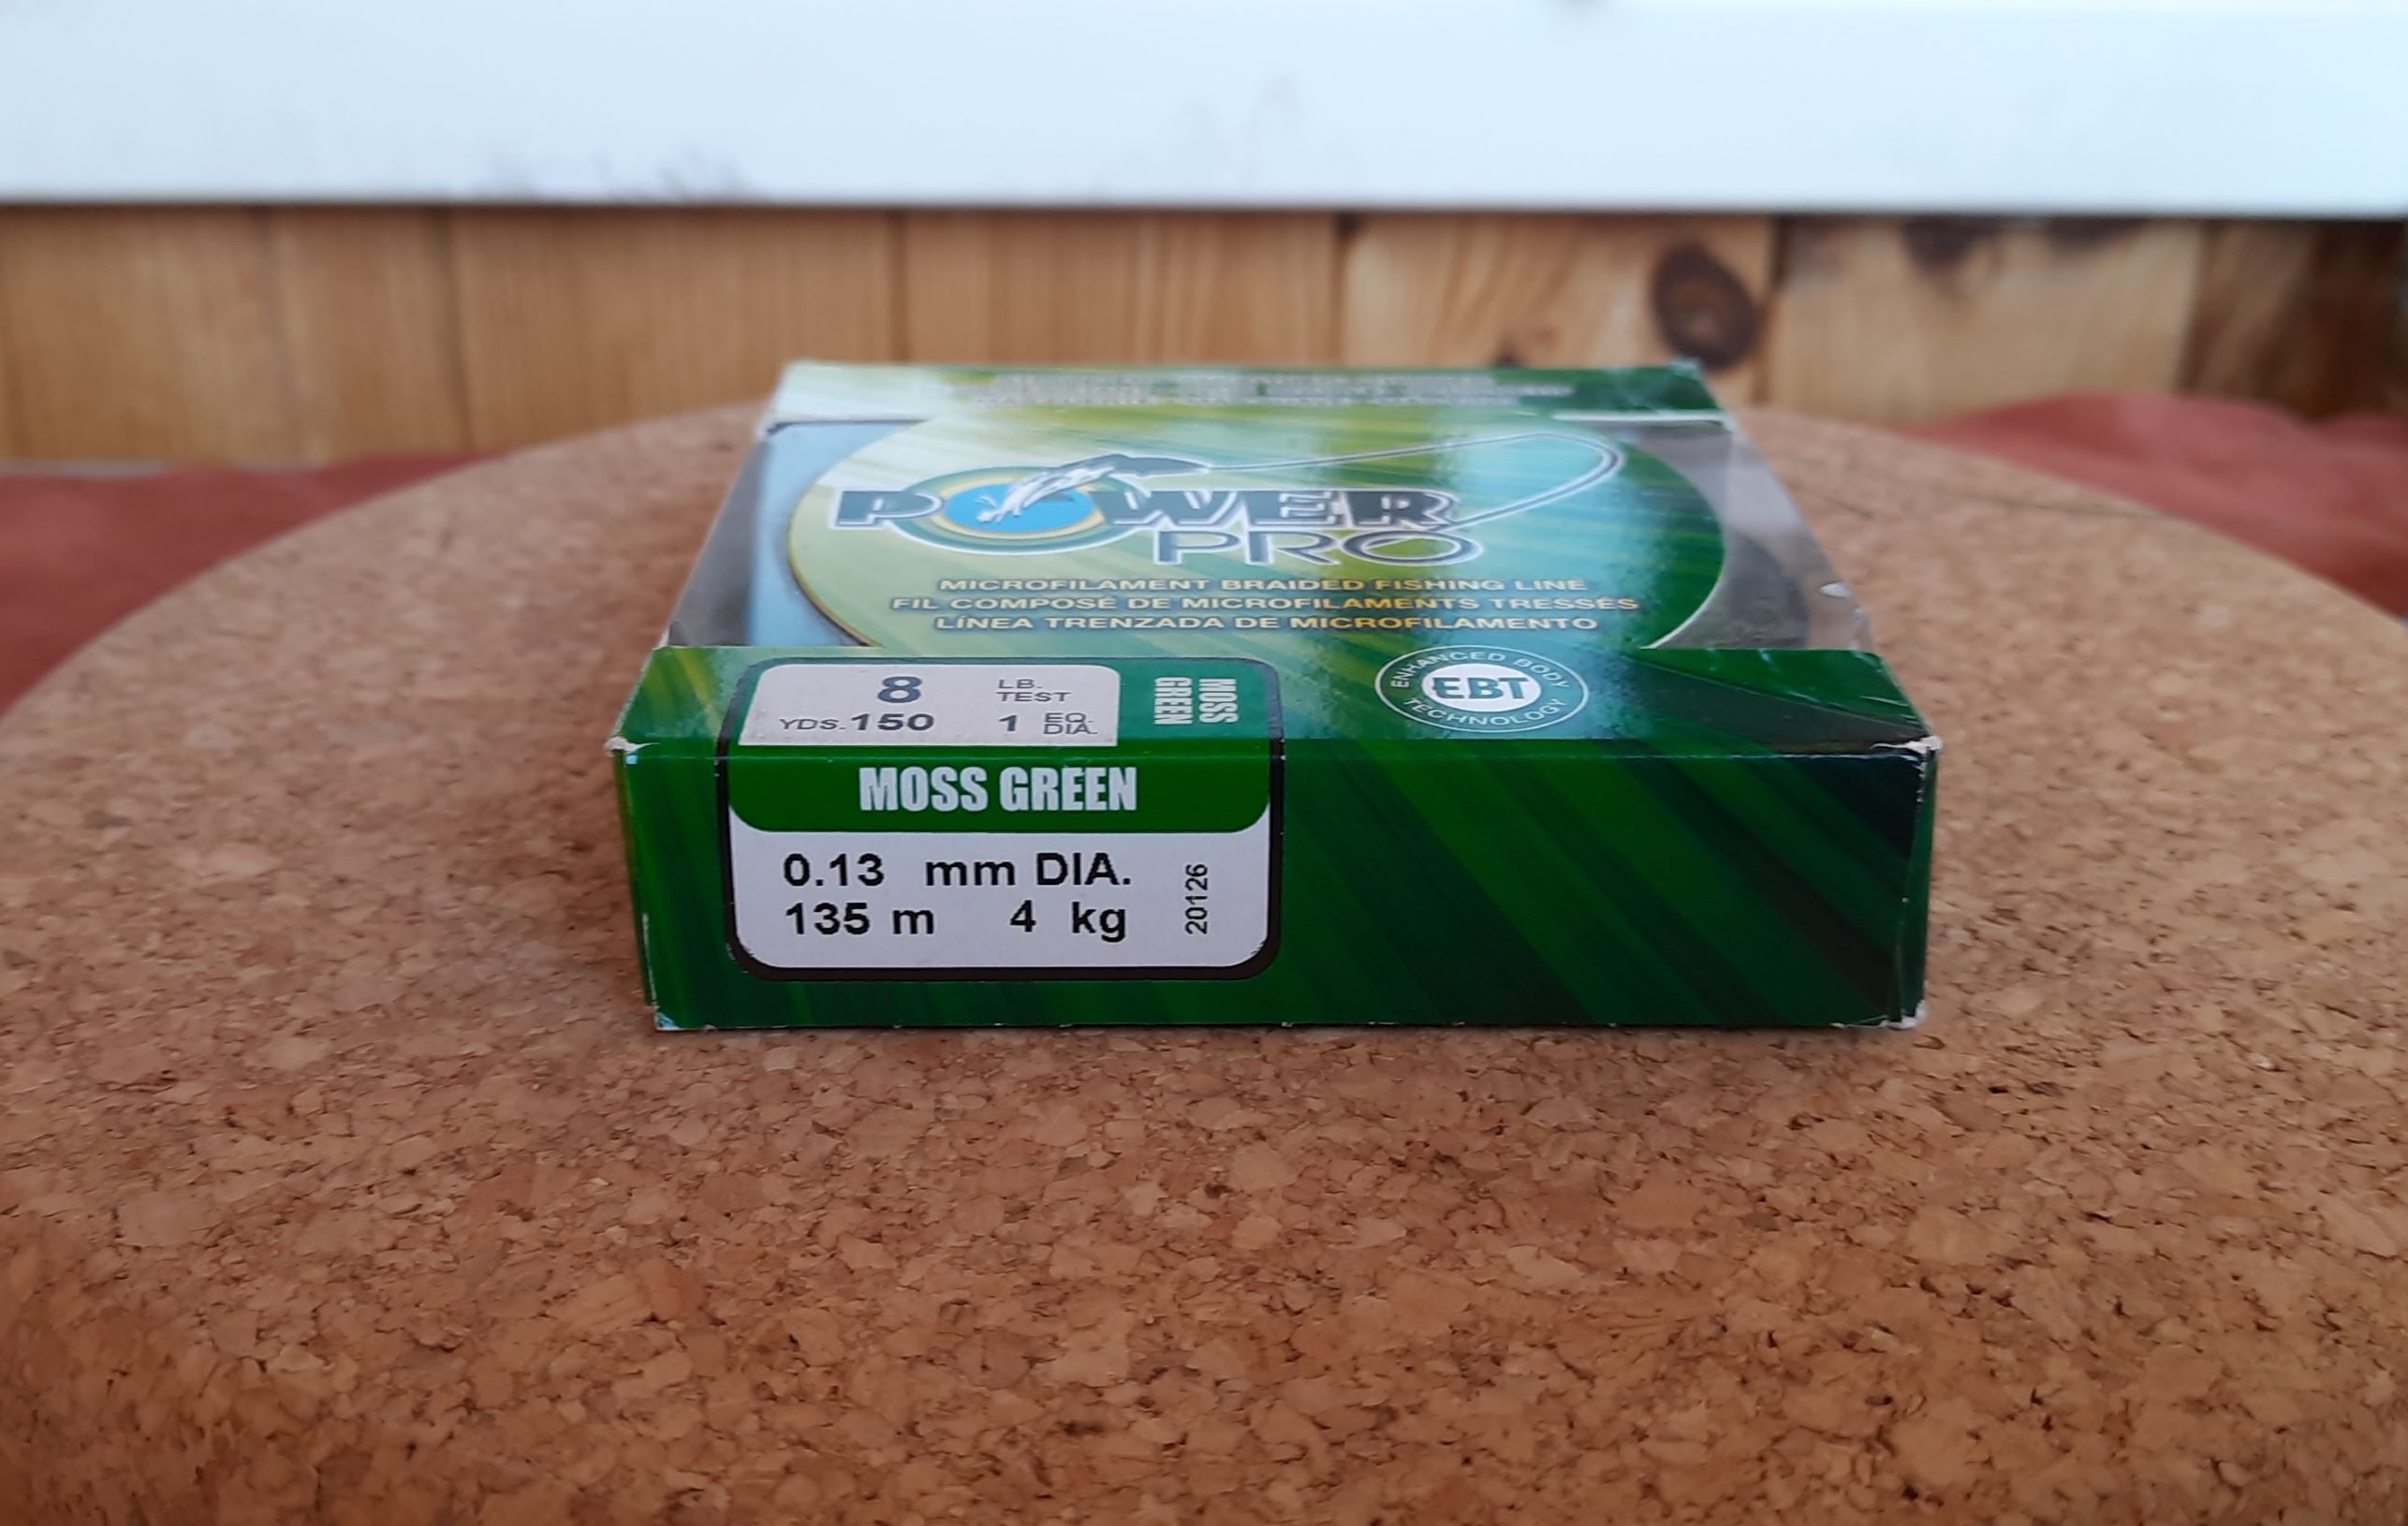 POWER
PRO
MICROFILAMENT BRAIDED FISHING LINE
FIL COMPOSÉ DE MICROFILAMENTS TRESSÉS
LÍNEA TRENZADA DE MICROFILAMENTO
8 LB. TEST
YDS. 150 1 EQ. DIA.
MOSS GREEN
ENHANCED BODY
EBT
TECHNOLOGY
MOSS GREEN
0.13 mm DIA.
135 m 4 kg
20126